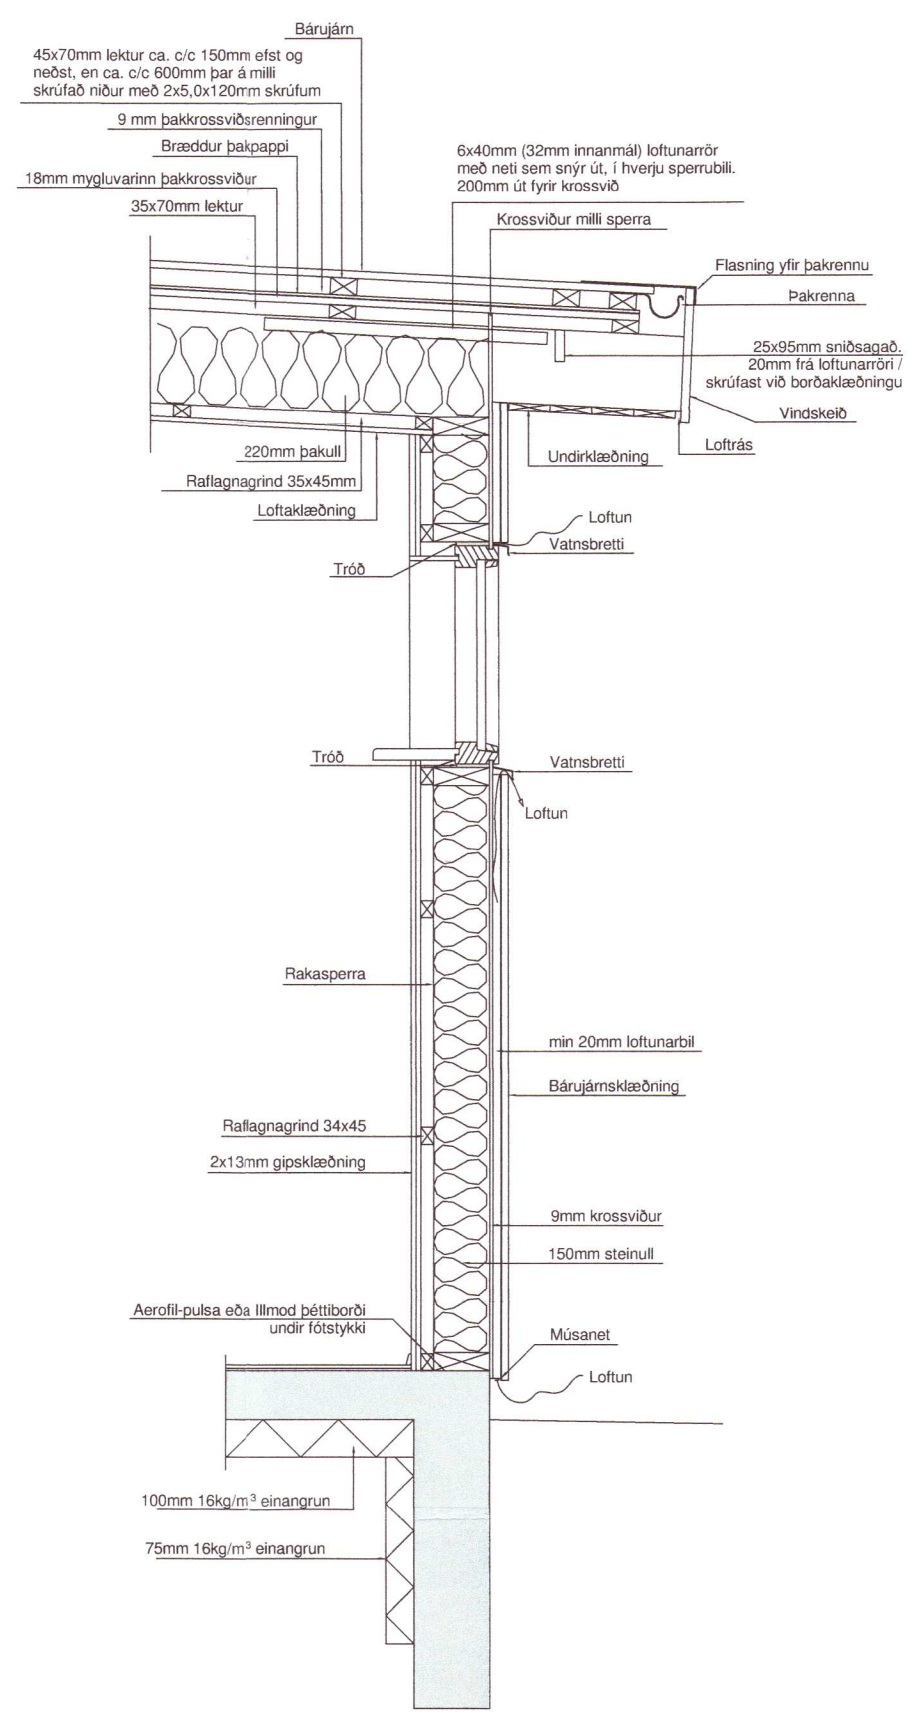 Bárujárn
45x70mm lektur ca. c/c 150mm efst og
neðst, en ca. c/c 600mm þar á milli
skrúfað niður með 2x5,0x120mm skrúfum
9 mm þakkrossviðsrenningur
Bræddur þakpappi
18mm mygluvarinn þakkrossviður
35x70mm lektur
6x40mm (32mm innanmál) loftunarrör
með neti sem snýr út, í hverju sperrubili.
200mm út fyrir krossvið
Krossviður milli sperra
Flasning yfir þakrennu
Þakrenna
25x95mm sniðsagað.
20mm frá loftunarröri /
skrúfast við borðaklæðningu
Vindskeið
Loftrás
Undirklæðning
220mm þakull
Raflagnagrind 35x45mm
Loftaklæðning
Loftun
Vatnsbretti
Tróð
Tróð
Vatnsbretti
Loftun
Rakasperra
min 20mm loftunarbil
Bárujárnsklæðning
Raflagnagrind 34x45
2x13mm gipsklæðning
9mm krossviður
150mm steinull
Aerofil-pulsa eða Illmod þéttiborði
undir fótstykki
Músanet
Loftun
100mm 16kg/m³ einangrun
75mm 16kg/m³ einangrun